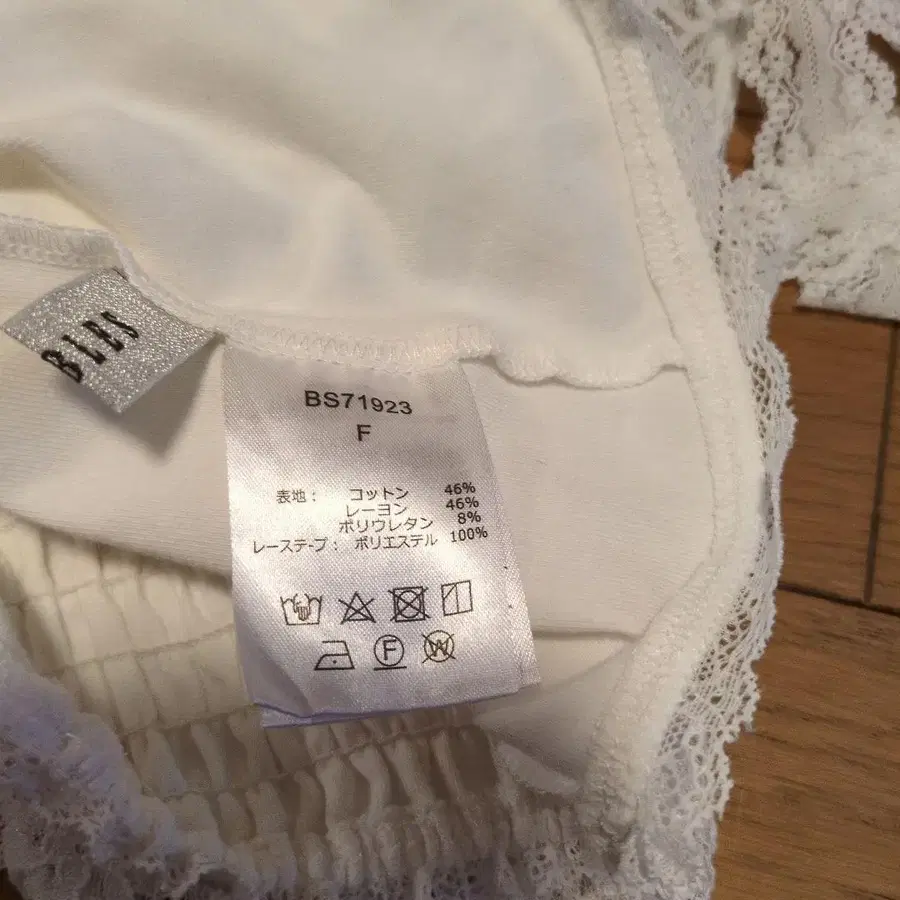 BLBS
BS71923
F
表地： コットン 46%
レーヨン 46%
ポリウレタン 8%
レーステープ： ポリエステル 100%
F W